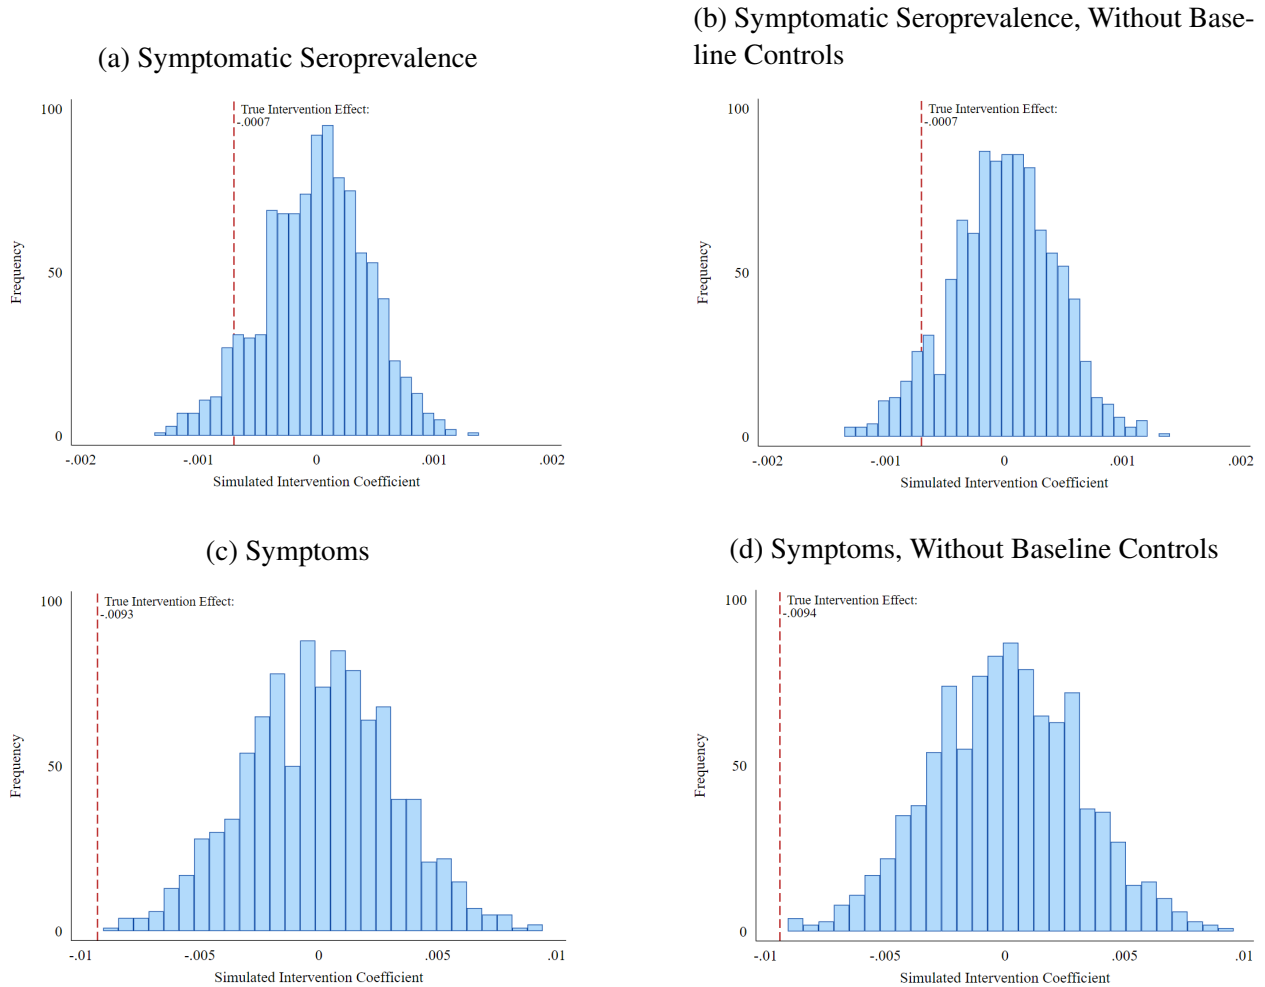 (a) Symptomatic Seroprevalence
100
50
0
Frequency
True Intervention Effect:
-.0007
-.002 -.001 0 .001 .002
Simulated Intervention Coefficient
(b) Symptomatic Seroprevalence, Without Base-
line Controls
100
50
0
Frequency
True Intervention Effect:
-.0007
-.002 -.001 0 .001 .002
Simulated Intervention Coefficient
(c) Symptoms
100
50
0
Frequency
True Intervention Effect:
-.0093
-.01 -.005 0 .005 .01
Simulated Intervention Coefficient
(d) Symptoms, Without Baseline Controls
100
50
0
Frequency
True Intervention Effect:
-.0094
-.01 -.005 0 .005 .01
Simulated Intervention Coefficient